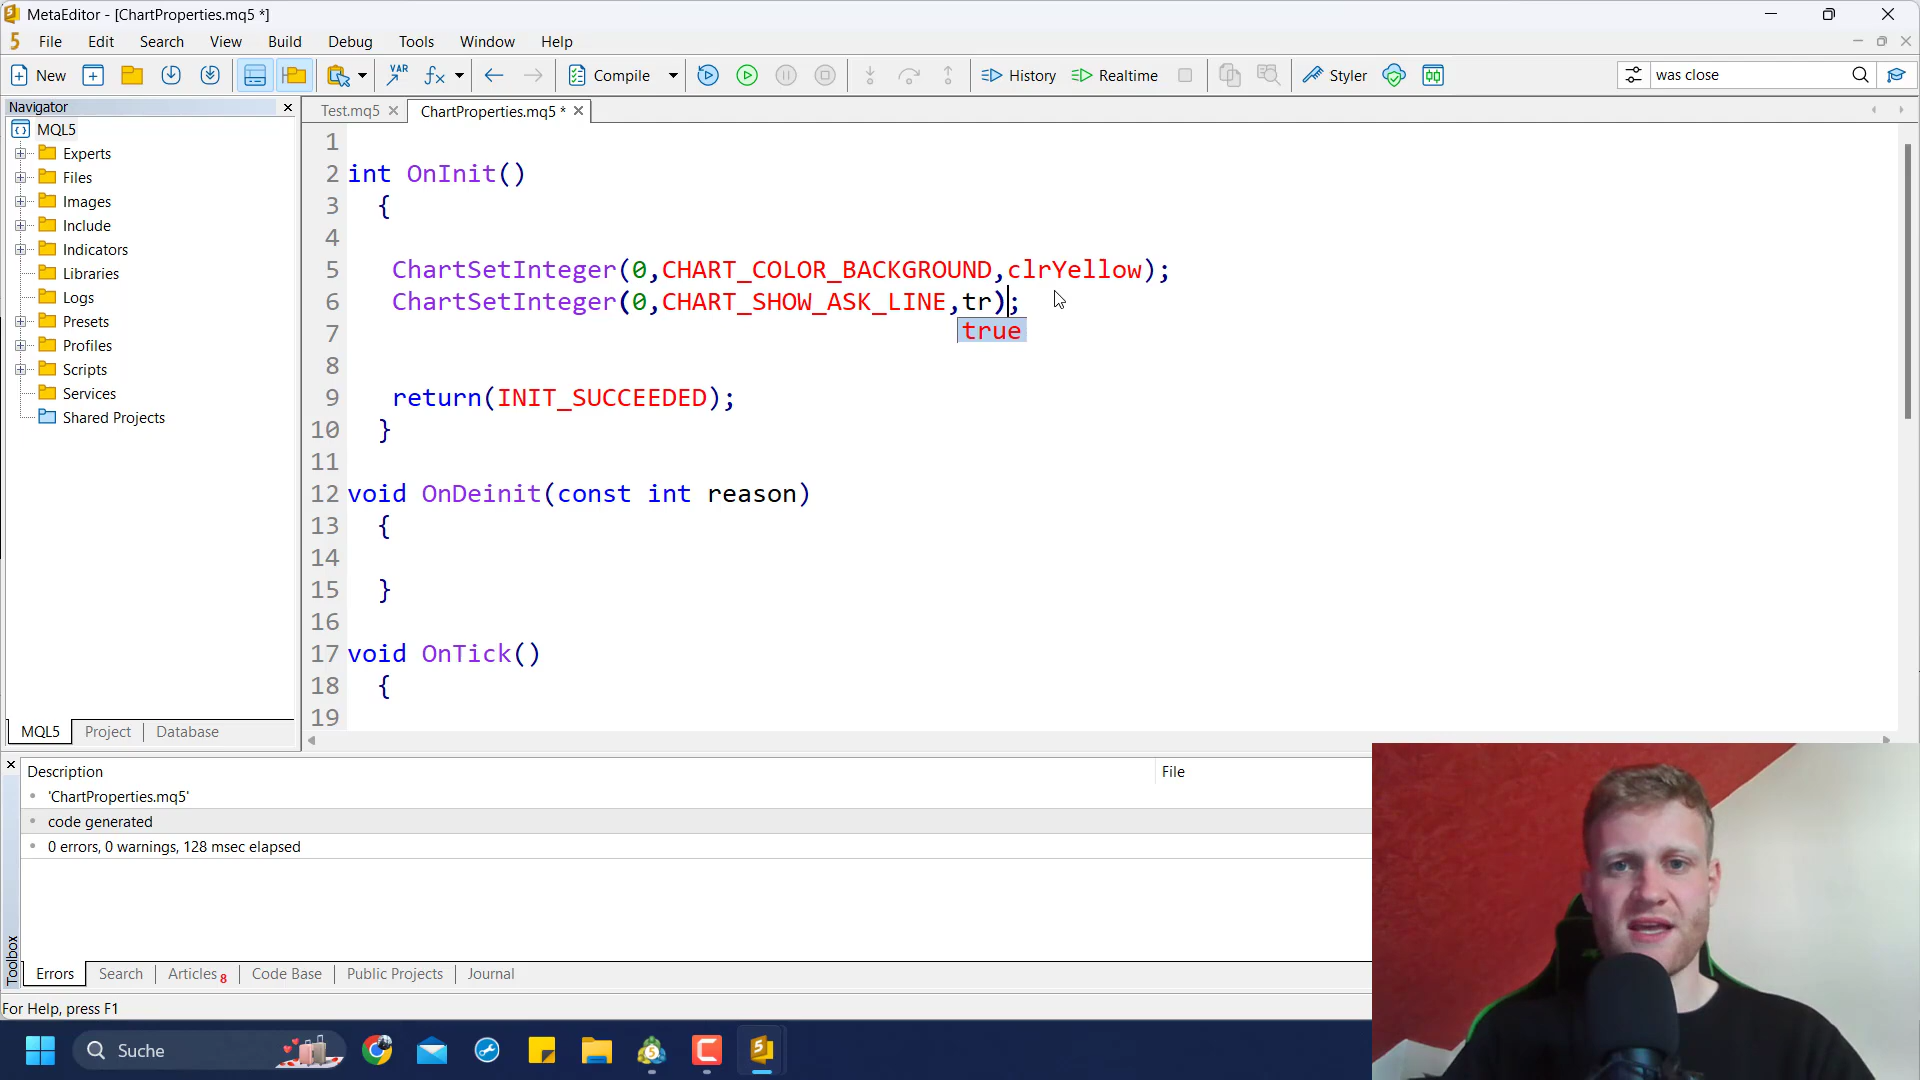 MetaEditor - [ChartProperties.mq5 *]
File Edit Search View Build Debug Tools Window Help
New VAR fx Compile History Realtime Styler was close
Navigator
Test.mq5 ChartProperties.mq5 *
MQL5
Experts
Files
Images
Include
Indicators
Libraries
Logs
Presets
Profiles
Scripts
Services
Shared Projects
MQL5 Project Database
1
2 int OnInit()
3 {
4
5 ChartSetInteger(0,CHART_COLOR_BACKGROUND,clrYellow);
6 ChartSetInteger(0,CHART_SHOW_ASK_LINE,tr);
7 true
8
9 return(INIT_SUCCEEDED);
10 }
11
12 void OnDeinit(const int reason)
13 {
14
15 }
16
17 void OnTick()
18 {
19
Description File
'ChartProperties.mq5'
code generated
0 errors, 0 warnings, 128 msec elapsed
Toolbox
Errors Search Articles 8 Code Base Public Projects Journal
For Help, press F1
Suche